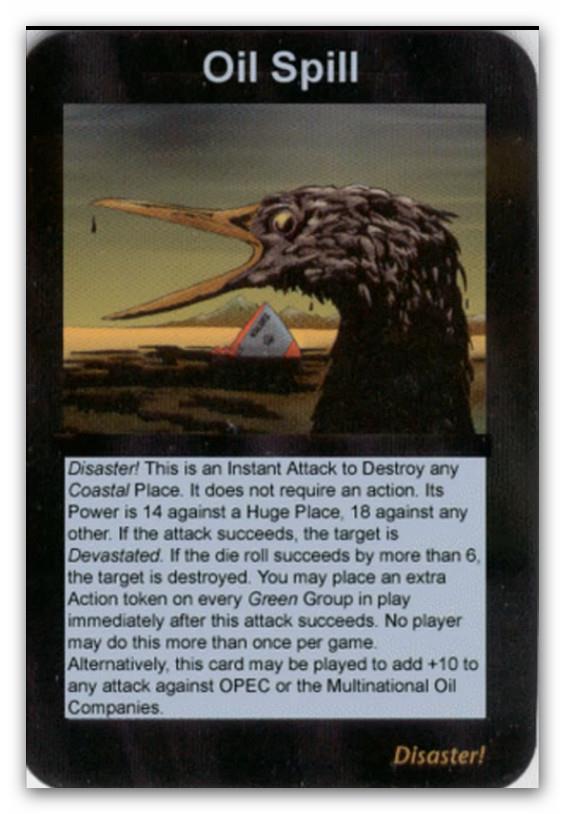 Oil Spill
Disaster! This is an Instant Attack to Destroy any
Coastal Place. It does not require an action. Its
Power is 14 against a Huge Place, 18 against any
other. If the attack succeeds, the target is
Devastated. If the die roll succeeds by more than 6,
the target is destroyed. You may place an extra
Action token on every Green Group in play
immediately after this attack succeeds. No player
may do this more than once per game.
Alternatively, this card may be played to add +10 to
any attack against OPEC or the Multinational Oil
Companies.
Disaster!